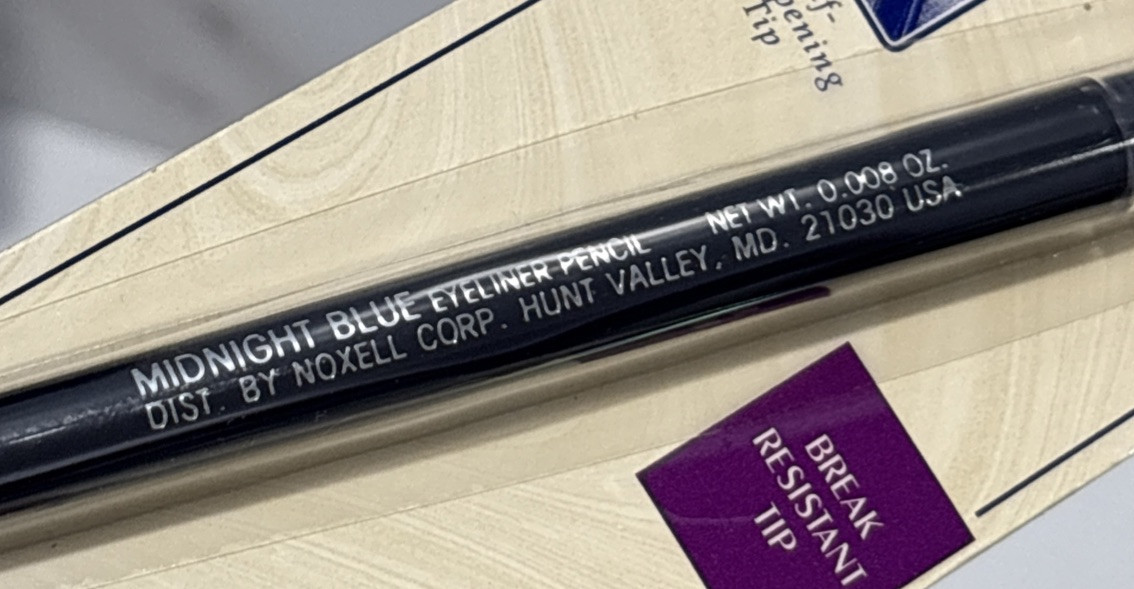 pening
Tip
MIDNIGHT BLUE EYELINER PENCIL NET WT. 0.008 OZ.
DIST. BY NOXELL CORP. HUNT VALLEY, MD. 21030 USA
BREAK
RESISTANT
TIP